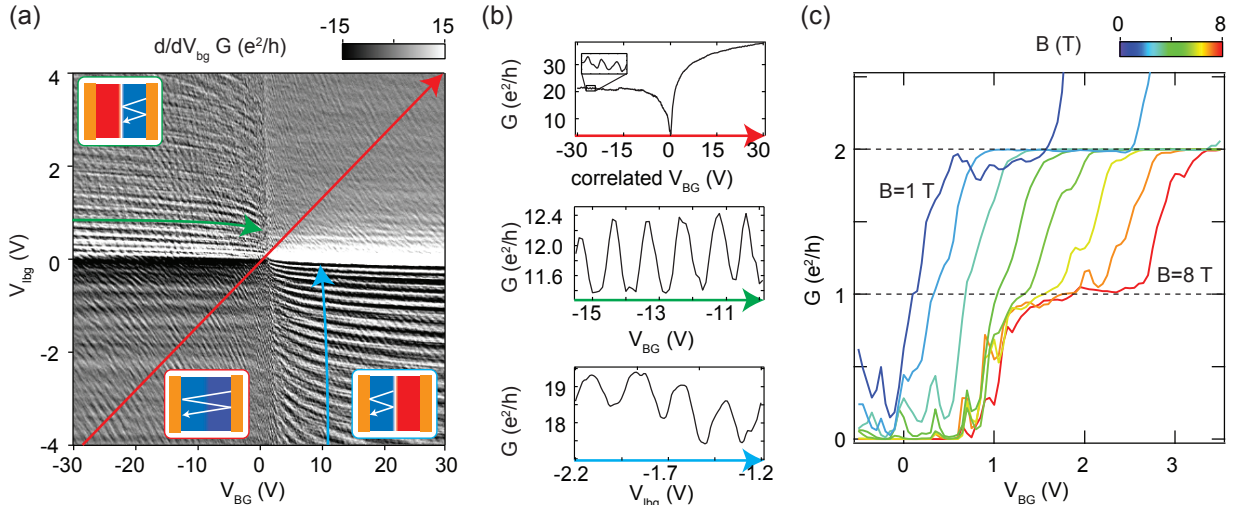 (a)
-15 15
d/dV_bg G (e²/h)
4
2
0
-2
-4
V_lbg (V)
-30 -20 -10 0 10 20 30
V_BG (V)
(b)
30
20
10
G (e²/h)
-30 -15 0 15 30
correlated V_BG (V)
12.4
12.0
11.6
G (e²/h)
-15 -13 -11
V_BG (V)
19
18
G (e²/h)
-2.2 -1.7 -1.2
V_lbg (V)
(c)
B (T)
0 8
2
1
0
G (e²/h)
B=1 T
B=8 T
0 1 2 3
V_BG (V)